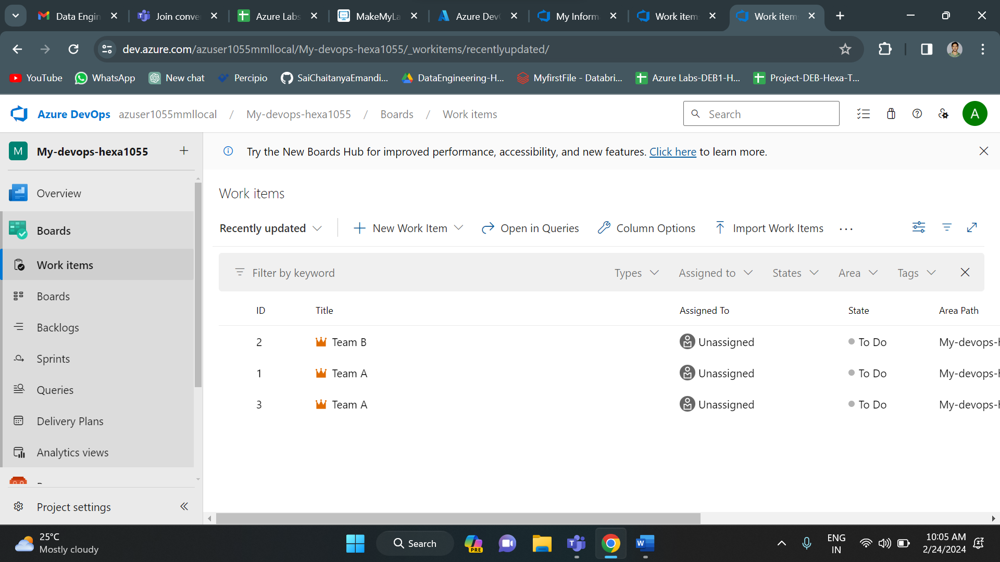 Data Engin
Join conve
Azure Labs
MakeMyLa
Azure Dev
My Inform
Work item
Work item
dev.azure.com/azuser1055mmllocal/My-devops-hexa1055/_workitems/recentlyupdated/
YouTube
WhatsApp
New chat
Percipio
SaiChaitanyaEmandi...
DataEngineering-H...
MyfirstFile - Databri...
Azure Labs-DEB1-H...
Project-DEB-Hexa-T...
Azure DevOps azuser1055mmllocal / My-devops-hexa1055 / Boards / Work items
Search
A
M My-devops-hexa1055
Try the New Boards Hub for improved performance, accessibility, and new features. Click here to learn more.
Overview
Boards
Work items
Boards
Backlogs
Sprints
Queries
Delivery Plans
Analytics views
Project settings
Work items
Recently updated
New Work Item
Open in Queries
Column Options
Import Work Items
Filter by keyword
Types
Assigned to
States
Area
Tags
ID Title Assigned To State Area Path
2 Team B Unassigned To Do My-devops-h
1 Team A Unassigned To Do My-devops-h
3 Team A Unassigned To Do My-devops-h
25°C
Mostly cloudy
Search
PRE
ENG
IN
10:05 AM
2/24/2024